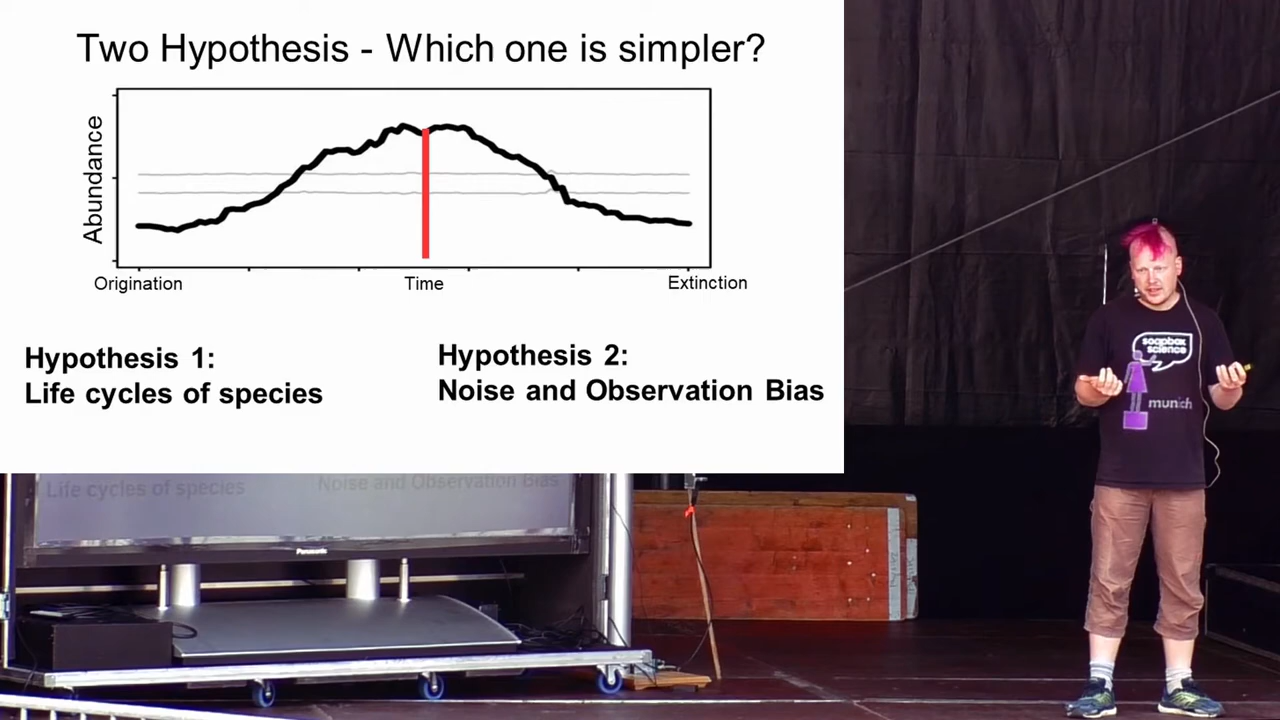 Two Hypothesis - Which one is simpler?
Abundance
Origination
Time
Extinction
Hypothesis 1:
Life cycles of species
Hypothesis 2:
Noise and Observation Bias
Life cycles of species
Noise and Observation Bias
Panasonic
soapbox
science
munich